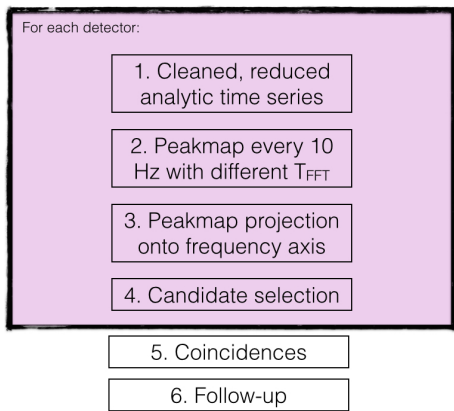 For each detector:
1. Cleaned, reduced
analytic time series
2. Peakmap every 10
Hz with different TFFT
3. Peakmap projection
onto frequency axis
4. Candidate selection
5. Coincidences
6. Follow-up